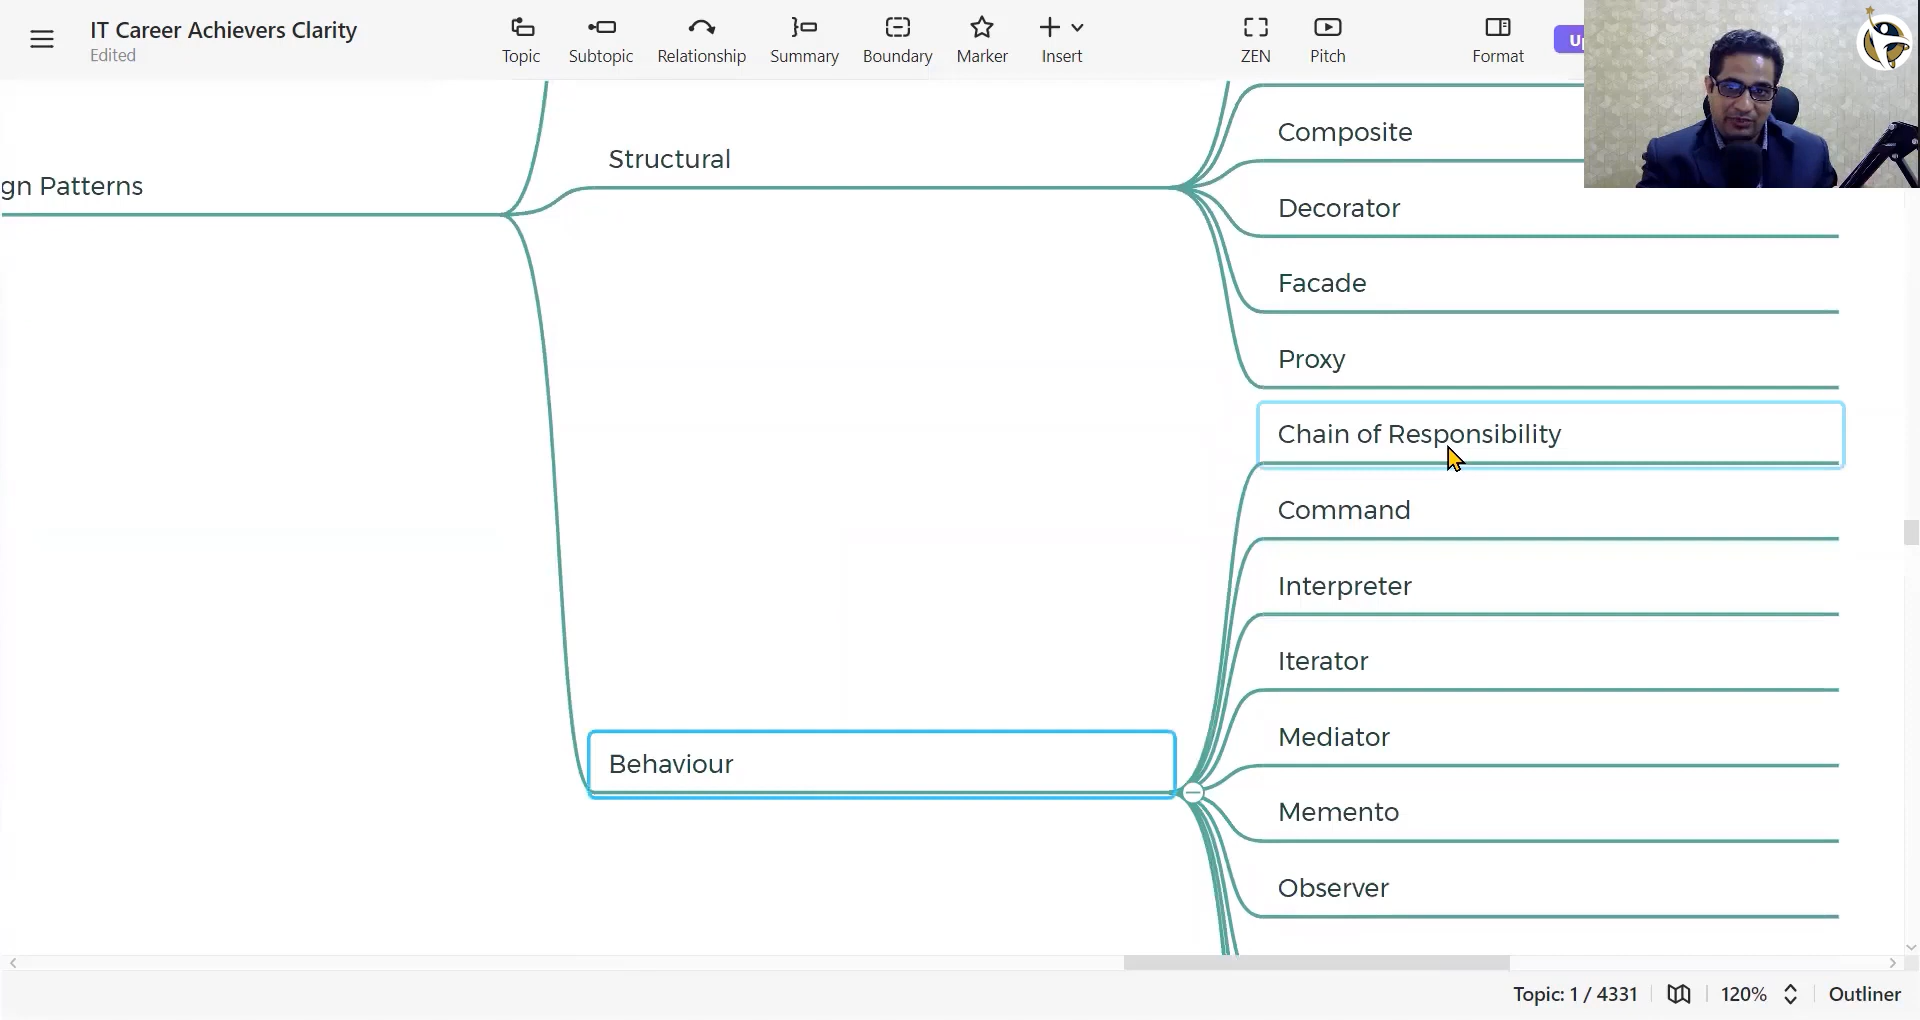 IT Career Achievers Clarity
Edited
Topic
Subtopic
Relationship
Summary
Boundary
Marker
Insert
ZEN
Pitch
Format
gn Patterns
Structural
Composite
Decorator
Facade
Proxy
Chain of Responsibility
Command
Interpreter
Iterator
Behaviour
Mediator
Memento
Observer
Topic: 1 / 4331
120%
Outliner